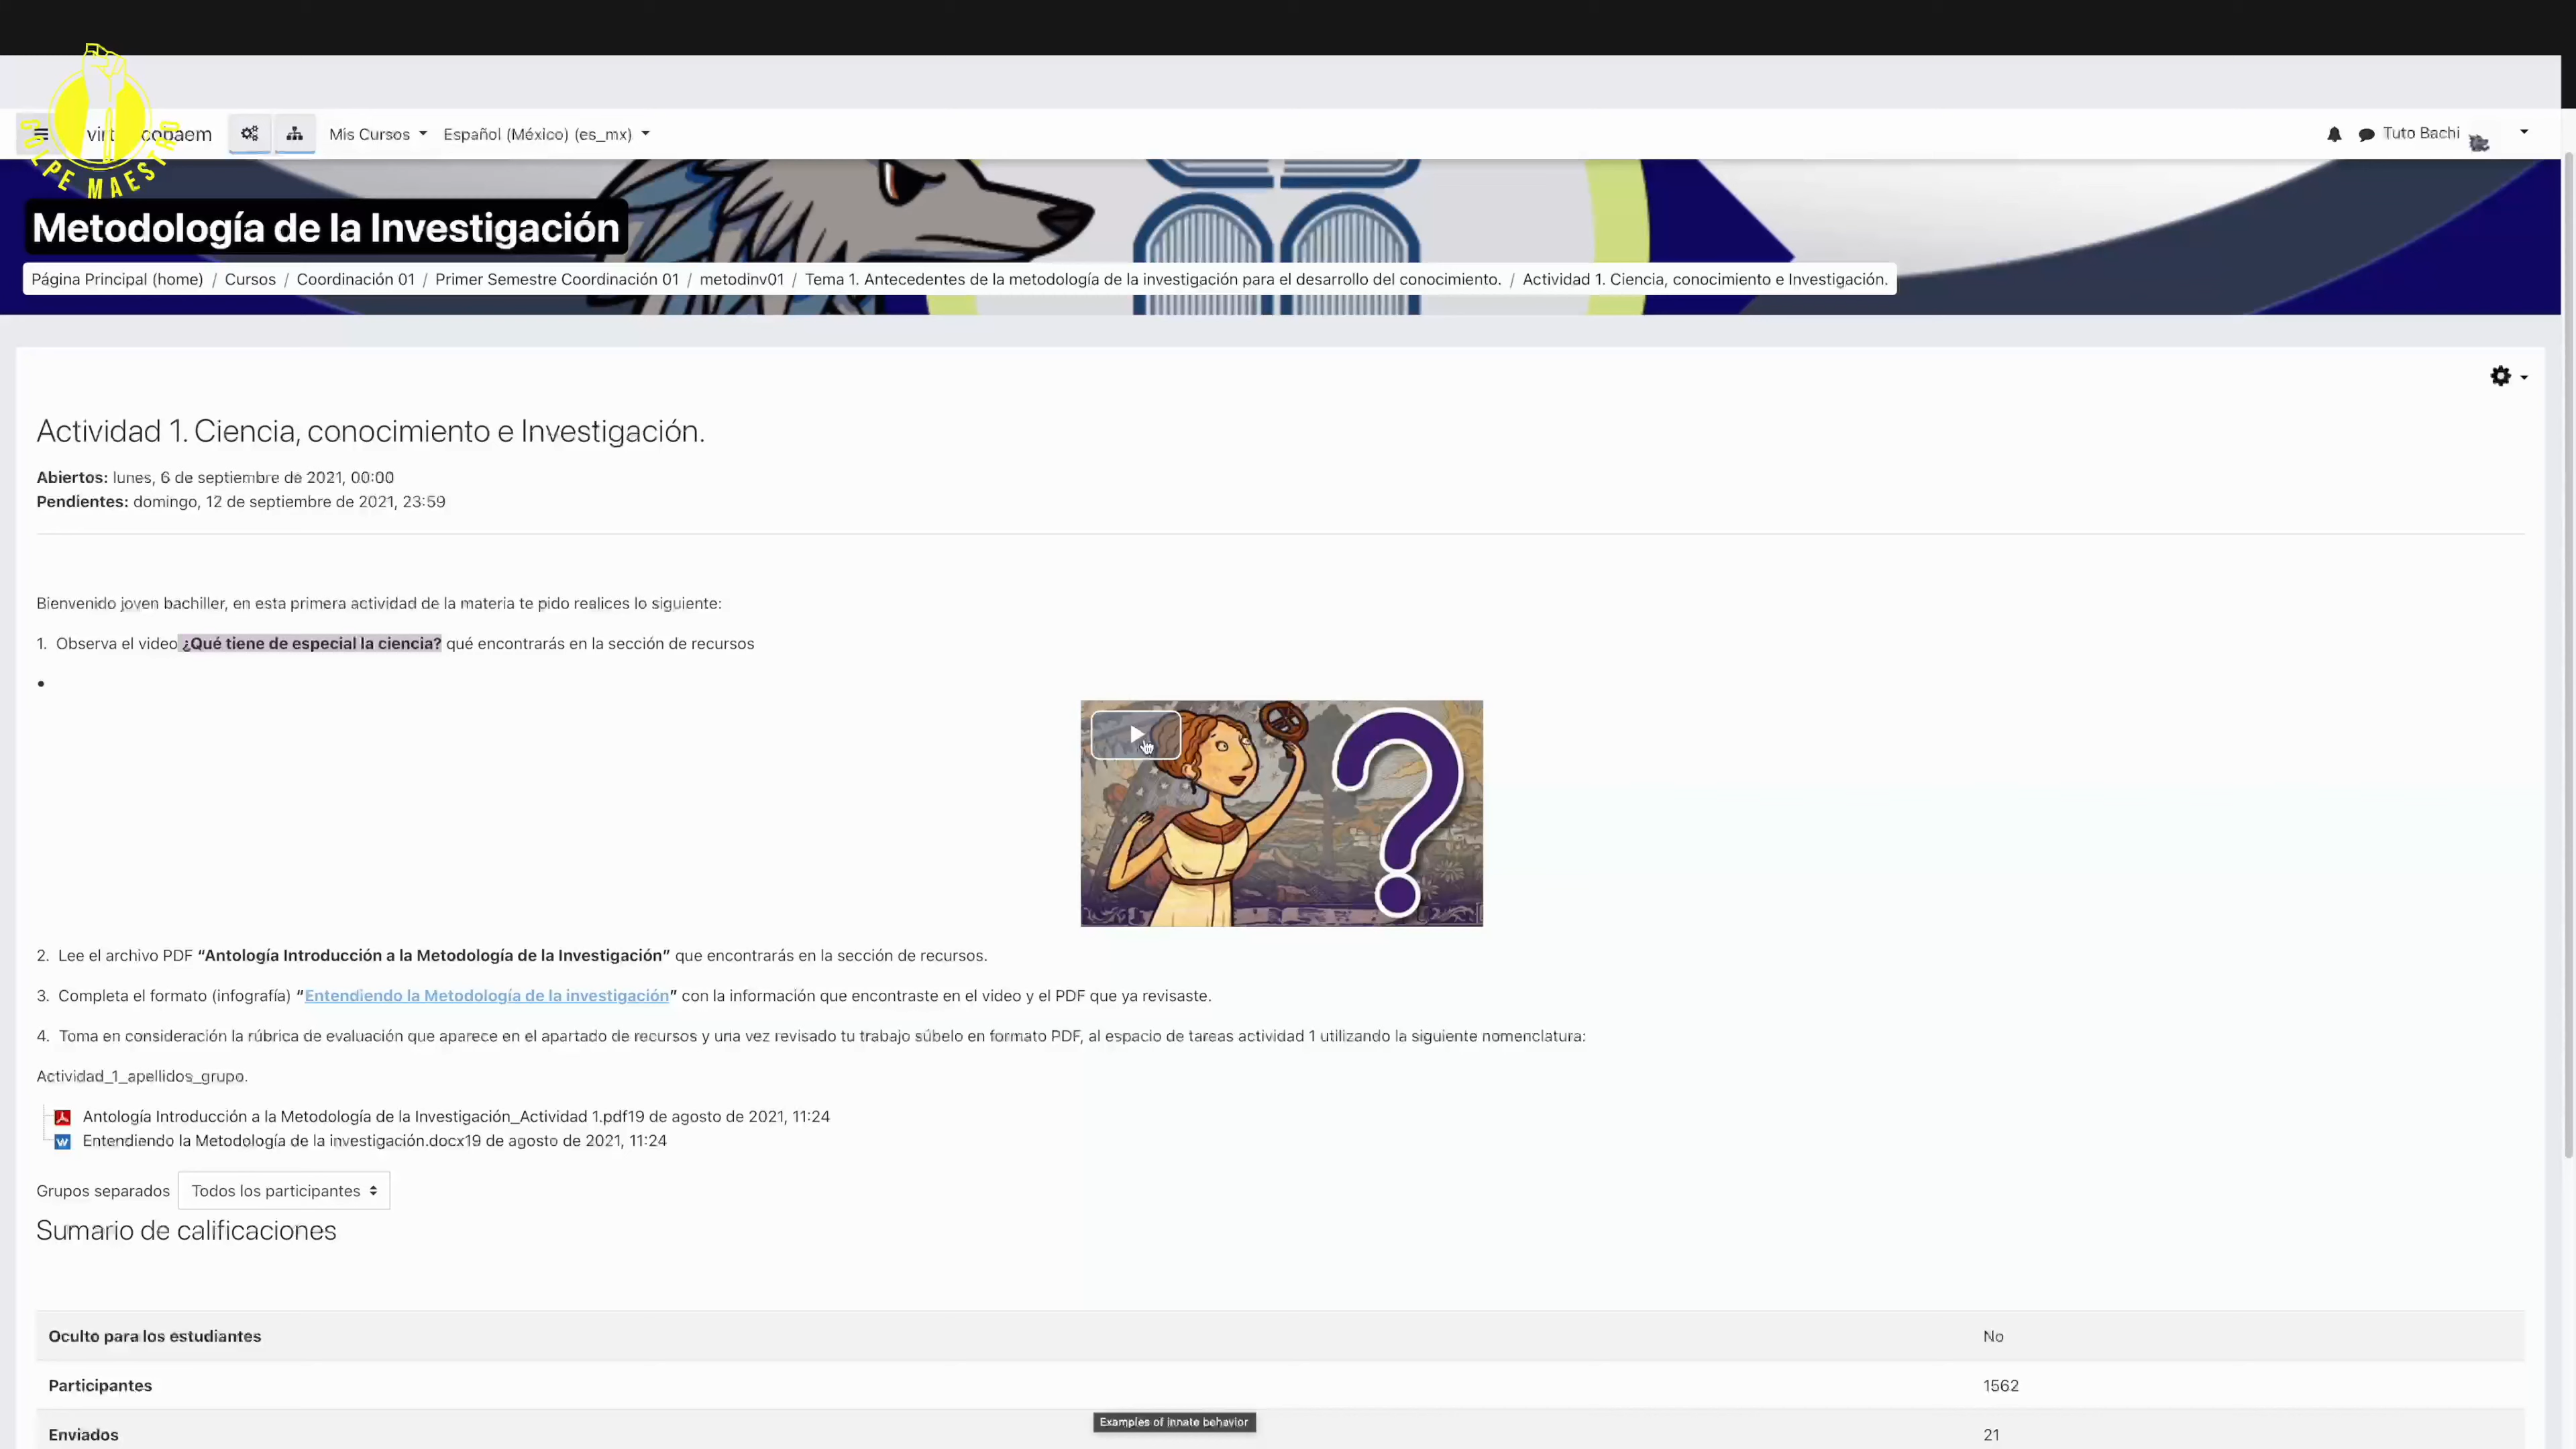 GOLPE MAESTRO
Mis Cursos
Español (México) (es_mx)
Tuto Bachi
Metodología de la Investigación
Página Principal (home) / Cursos / Coordinación 01 / Primer Semestre Coordinación 01 / metodinv01 / Tema 1. Antecedentes de la metodología de la investigación para el desarrollo del conocimiento. / Actividad 1. Ciencia, conocimiento e Investigación.
Actividad 1. Ciencia, conocimiento e Investigación.
Abiertos: lunes, 6 de septiembre de 2021, 00:00
Pendientes: domingo, 12 de septiembre de 2021, 23:59
Bienvenido joven bachiller, en esta primera actividad de la materia te pido realices lo siguiente:
1. Observa el video ¿Qué tiene de especial la ciencia? qué encontrarás en la sección de recursos
2. Lee el archivo PDF “Antología Introducción a la Metodología de la Investigación” que encontrarás en la sección de recursos.
3. Completa el formato (infografía) “Entendiendo la Metodología de la investigación” con la información que encontraste en el video y el PDF que ya revisaste.
4. Toma en consideración la rúbrica de evaluación que aparece en el apartado de recursos y una vez revisado tu trabajo súbelo en formato PDF, al espacio de tareas actividad 1 utilizando la siguiente nomenclatura:
Actividad_1_apellidos_grupo.
Antología Introducción a la Metodología de la Investigación_Actividad 1.pdf19 de agosto de 2021, 11:24
Entendiendo la Metodología de la investigación.docx19 de agosto de 2021, 11:24
Grupos separados Todos los participantes
Sumario de calificaciones
Oculto para los estudiantes No
Participantes 1562
Examples of innate behavior
Enviados 21